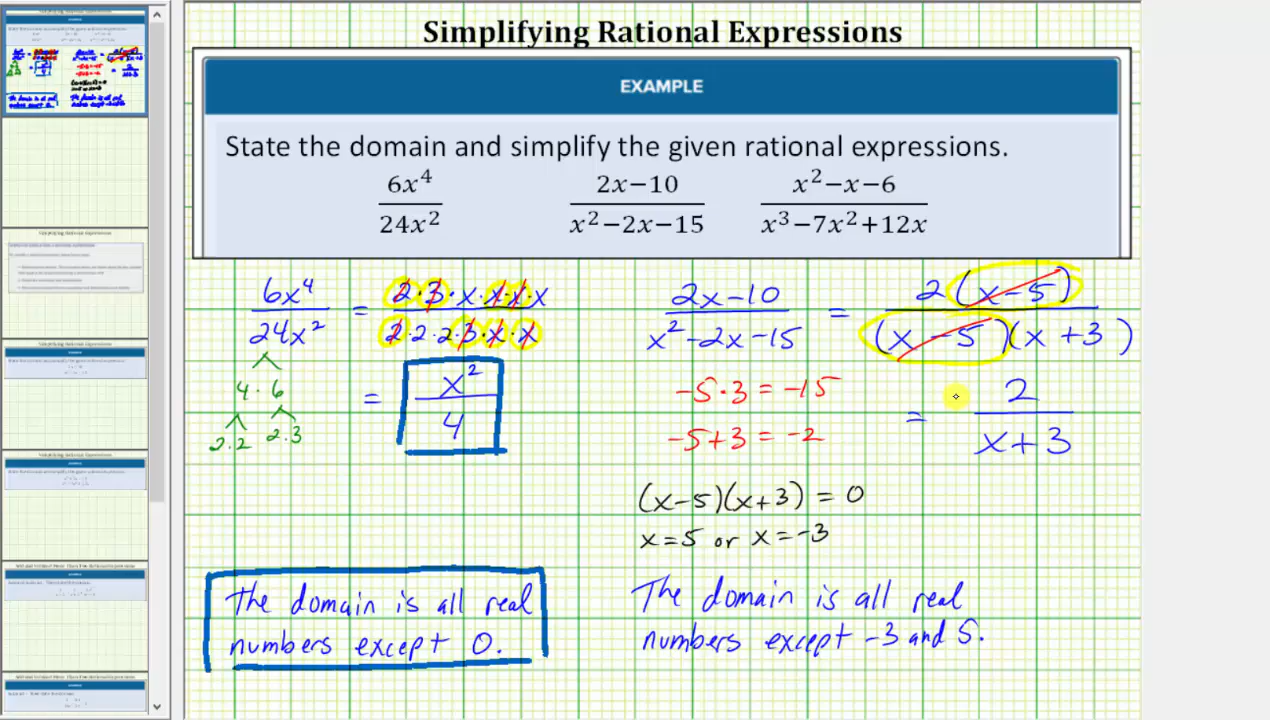 Simplifying Rational Expressions
EXAMPLE
State the domain and simplify the given rational expressions.
6x⁴/24x² (2x−10)/(x²−2x−15) (x²−x−6)/(x³−7x²+12x)
6x⁴/24x² = 2·3·x·x·x·x/2·2·2·3·x·x
4·6
2·2 2·3
= x²/4
The domain is all real
numbers except 0.
(2x−10)/(x²−2x−15) = 2(x−5)/(x−5)(x+3)
−5·3 = −15
−5+3 = −2
= 2/(x+3)
(x−5)(x+3) = 0
x=5 or x=−3
The domain is all real
numbers except −3 and 5.